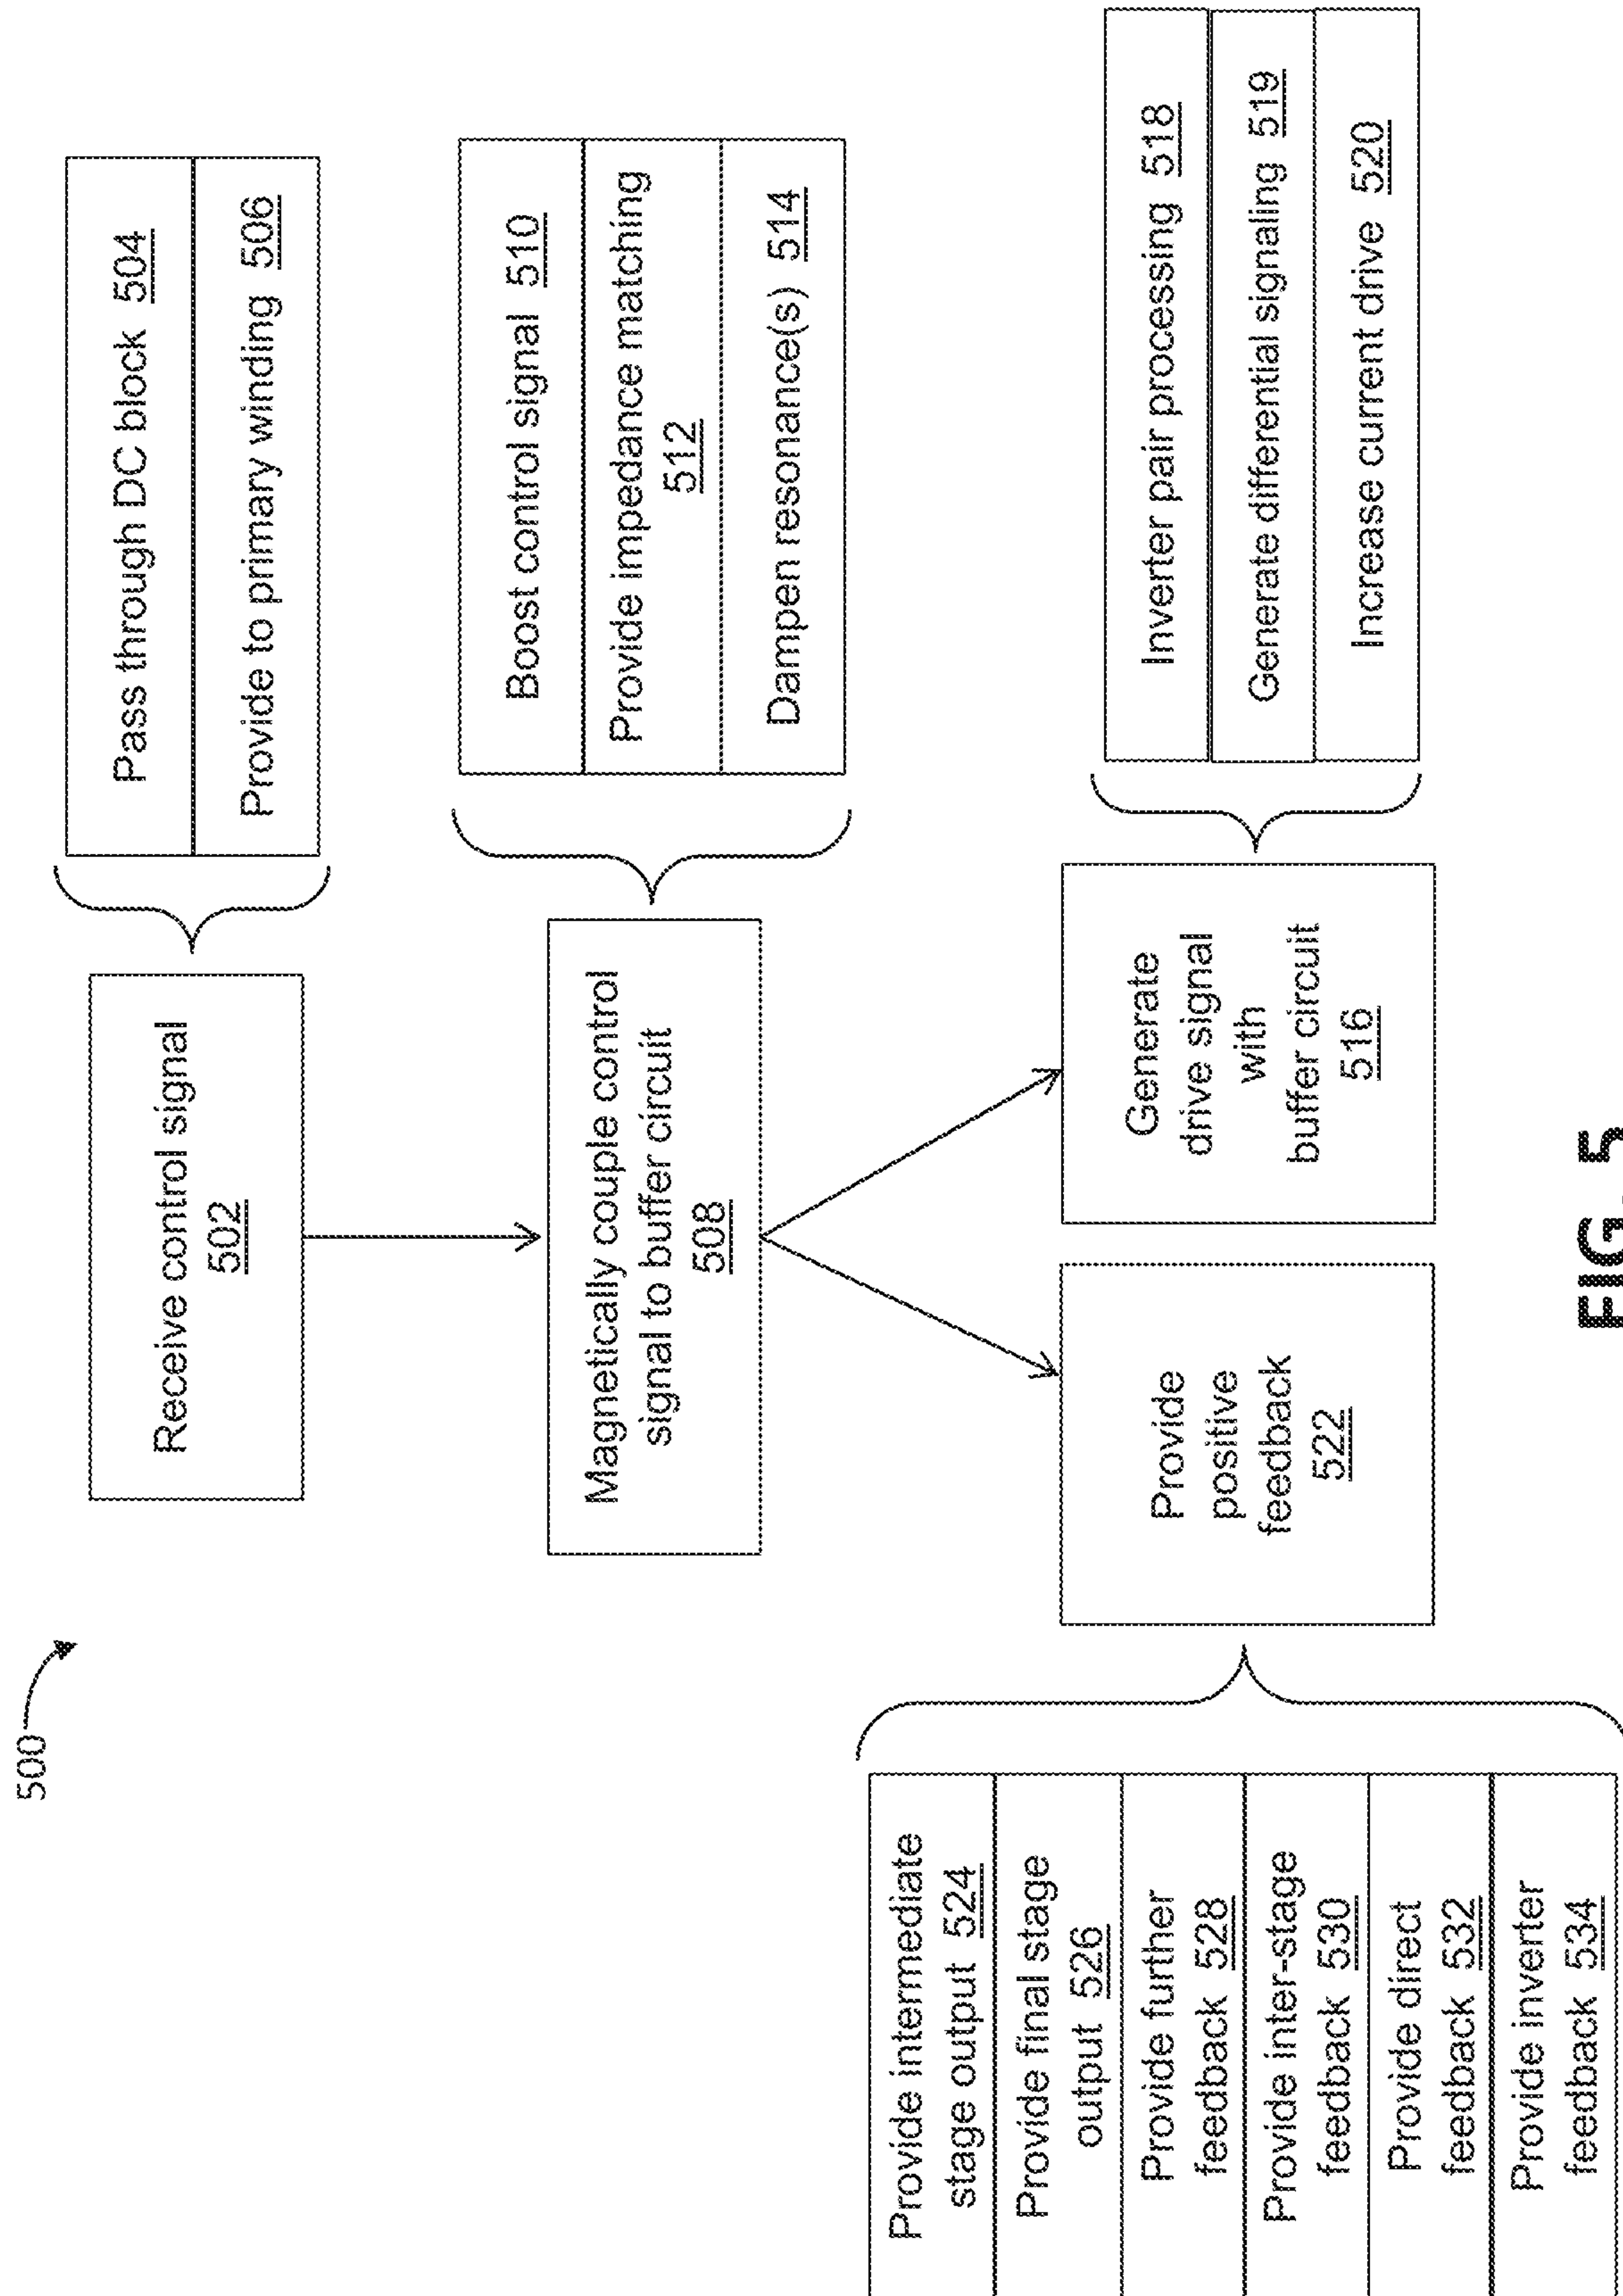 500
Receive control signal
502
Pass through DC block 504
Provide to primary winding 506
Magnetically couple control
signal to buffer circuit
508
Boost control signal 510
Provide impedance matching
512
Dampen resonance(s) 514
Provide
positive
feedback
522
Generate
drive signal
with
buffer circuit
516
Inverter pair processing 518
Generate differential signaling 519
Increase current drive 520
Provide intermediate
stage output 524
Provide final stage
output 526
Provide further
feedback 528
Provide inter-stage
feedback 530
Provide direct
feedback 532
Provide inverter
feedback 534
FIG. 5